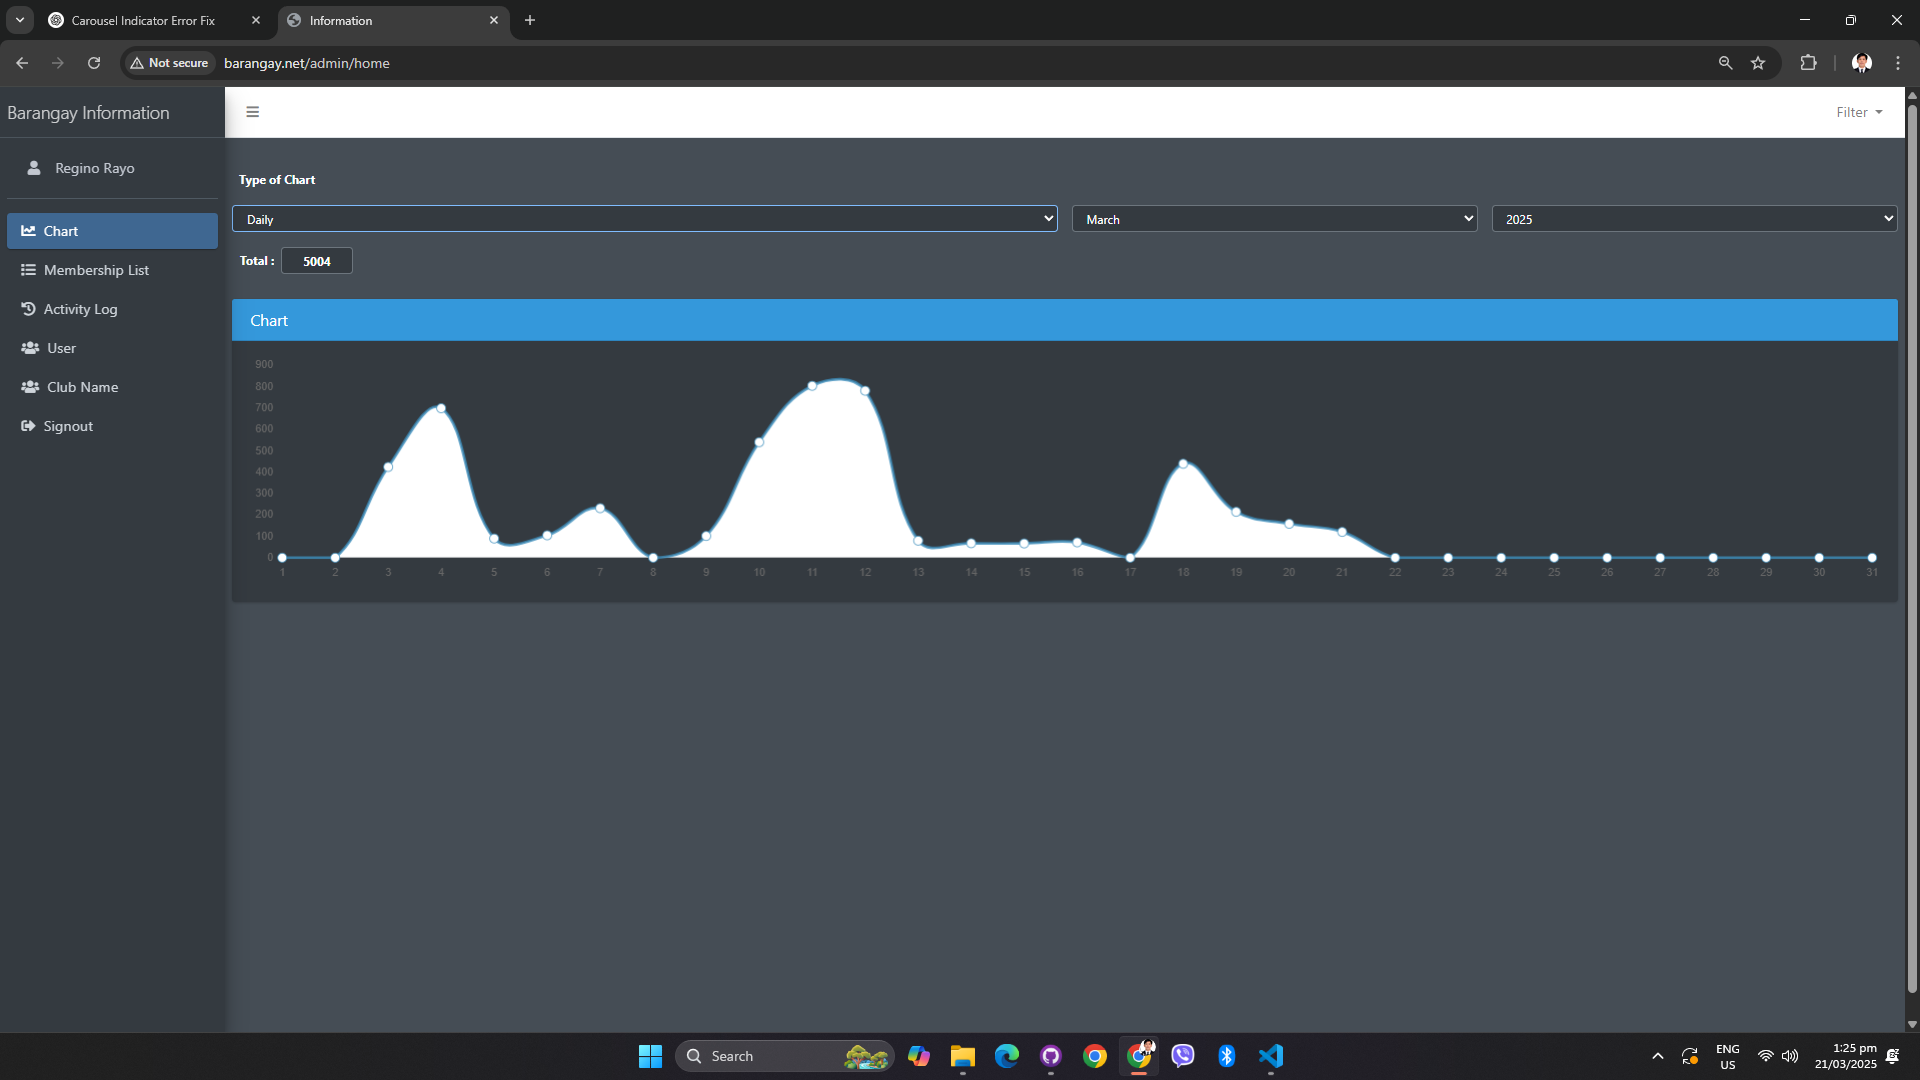 Carousel Indicator Error Fix
Information
Not secure
barangay.net/admin/home
Barangay Information
Filter
Regino Rayo
Chart
Membership List
Activity Log
User
Club Name
Signout
Type of Chart
Daily
March
2025
Total :
5004
Chart
900
800
700
600
500
400
300
200
100
0
1 2 3 4 5 6 7 8 9 10 11 12 13 14 15 16 17 18 19 20 21 22 23 24 25 26 27 28 29 30 31
Search
ENG
US
1:25 pm
21/03/2025